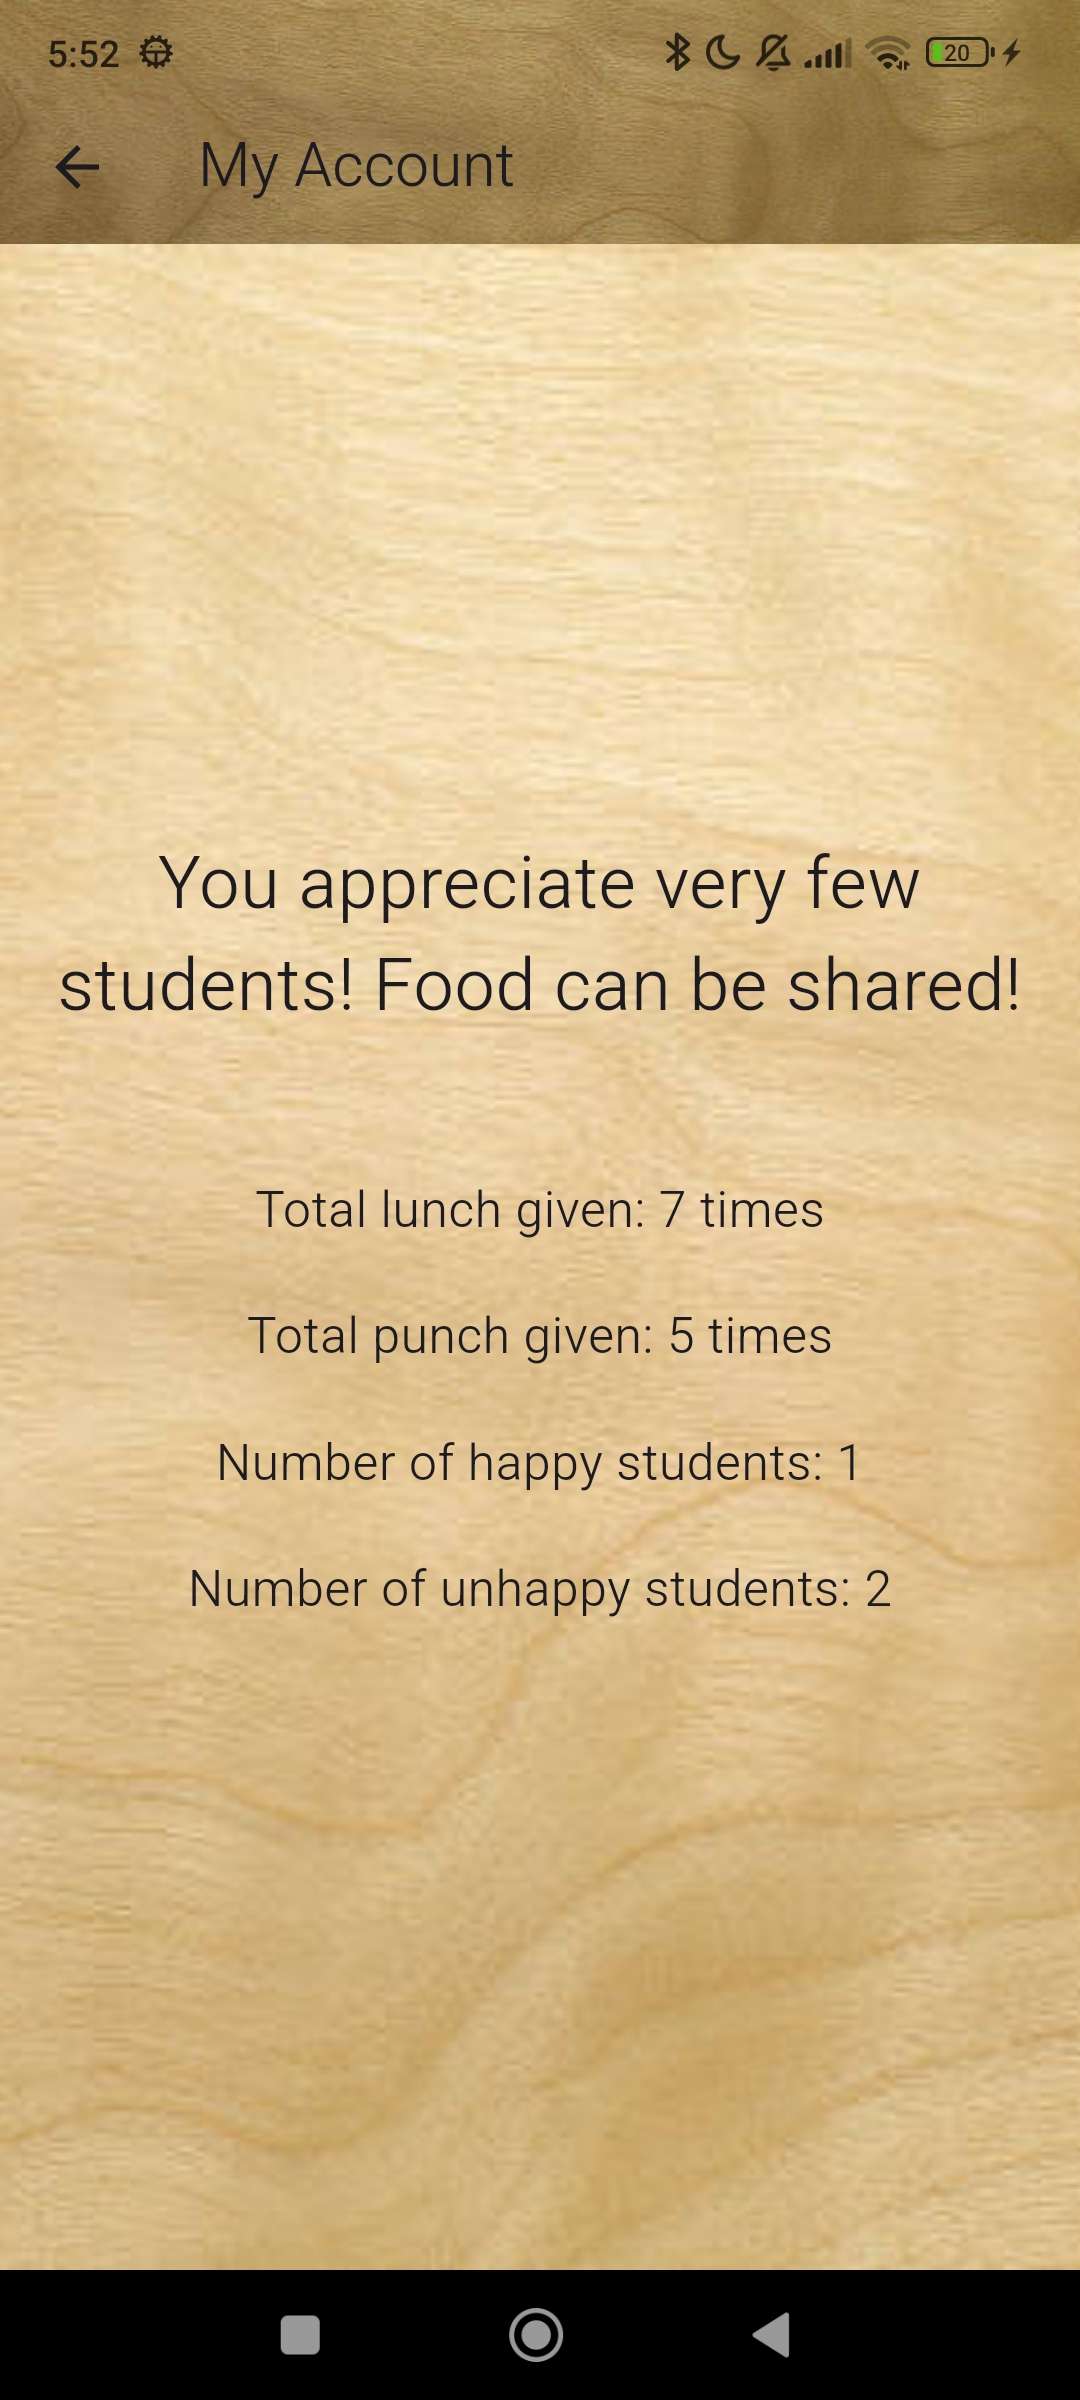 5:52
20
My Account
You appreciate very few
students! Food can be shared!
Total lunch given: 7 times
Total punch given: 5 times
Number of happy students: 1
Number of unhappy students: 2